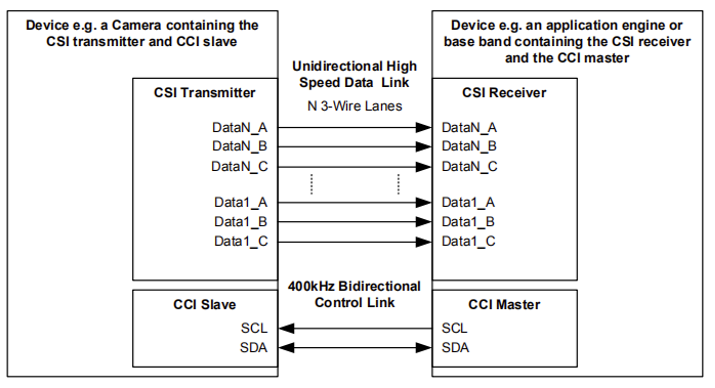 Device e.g. a Camera containing the
CSI transmitter and CCI slave
Device e.g. an application engine or
base band containing the CSI receiver
and the CCI master
Unidirectional High
Speed Data Link
N 3-Wire Lanes
CSI Transmitter
DataN_A
DataN_B
DataN_C
Data1_A
Data1_B
Data1_C
CSI Receiver
DataN_A
DataN_B
DataN_C
Data1_A
Data1_B
Data1_C
400kHz Bidirectional
Control Link
CCI Slave
SCL
SDA
CCI Master
SCL
SDA